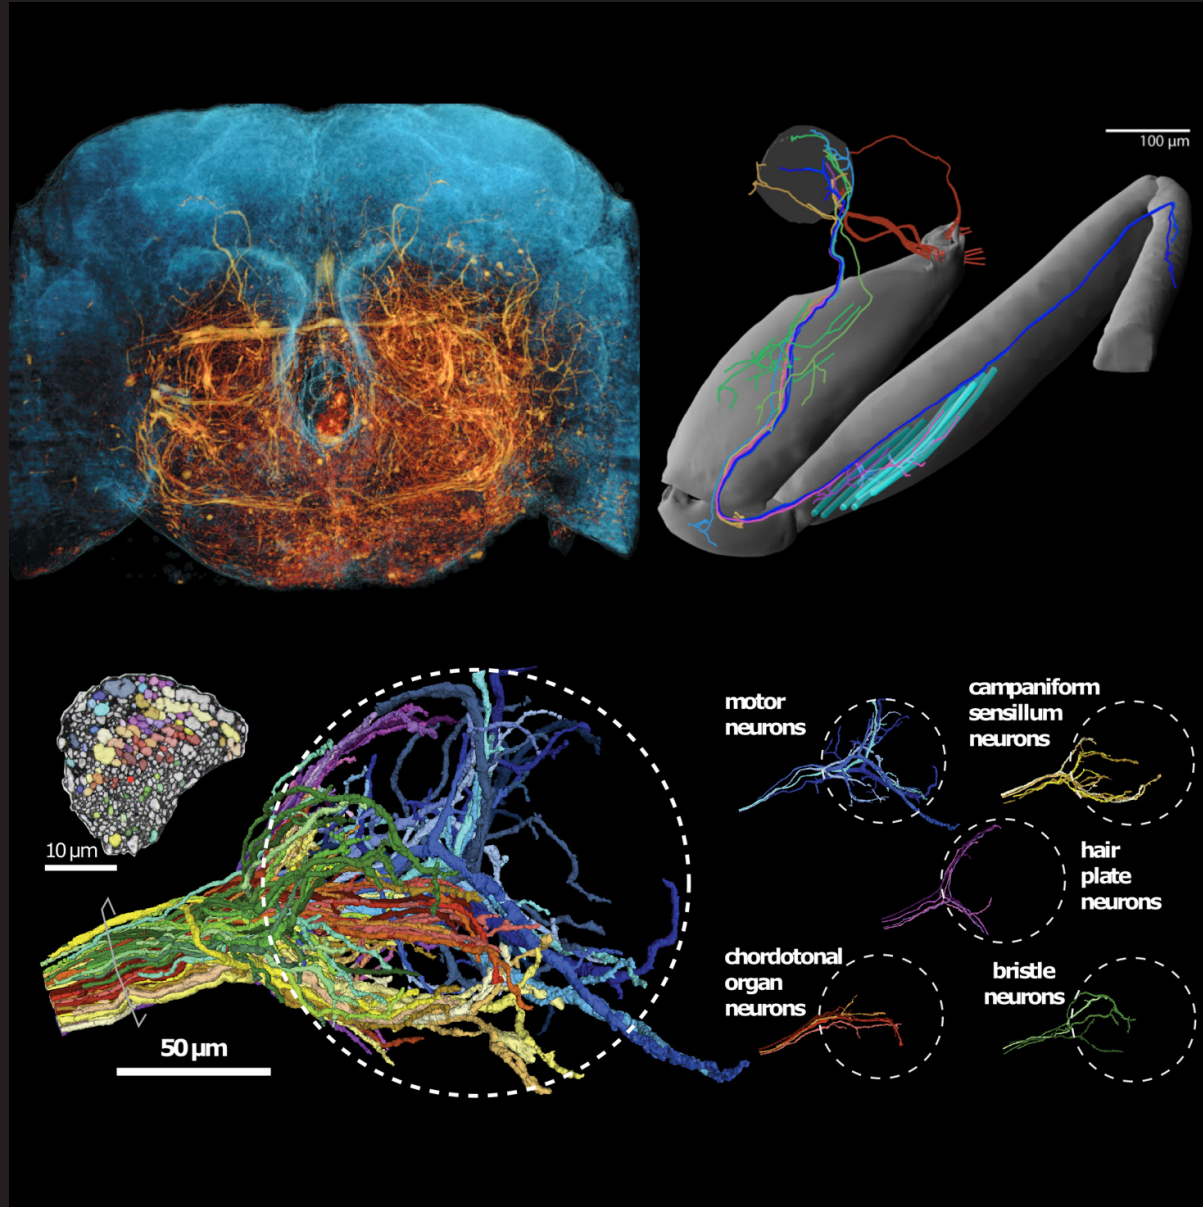 100 µm
10 µm
50 µm
motor
neurons
campaniform
sensillum
neurons
hair
plate
neurons
chordotonal
organ
neurons
bristle
neurons